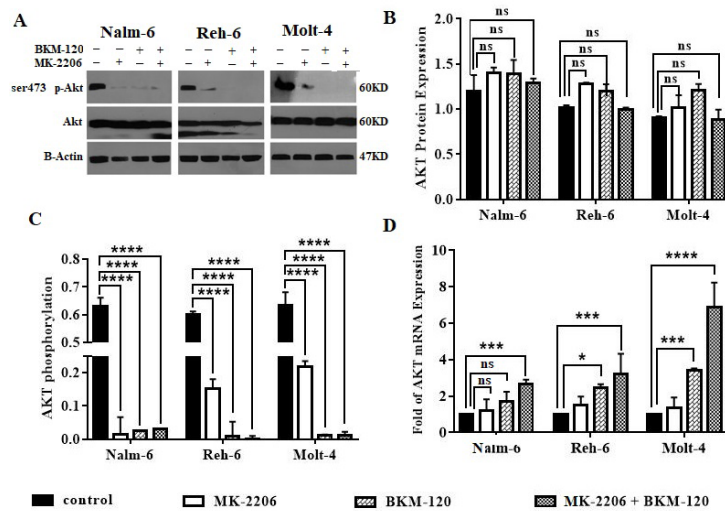 A
Nalm-6 Reh-6 Molt-4
BKM-120 – – + + – – + + – – + +
MK-2206 – + – + – + – + – + – +
ser473 p-Akt 60KD
Akt 60KD
B-Actin 47KD
B
AKT Protein Expression
2.0
1.5
1.0
0.5
0.0
ns ns ns
ns ns ns
ns ns ns
Nalm-6 Reh-6 Molt-4
C
AKT phosphorylation
0.8
0.7
0.6
0.5
0.2
0.1
0.0
**** **** ****
**** **** ****
**** **** ****
Nalm-6 Reh-6 Molt-4
D
Fold of AKT mRNA Expression
10
8
6
4
2
0
*** ns ns
*** *
**** ***
Nalm-6 Reh-6 Molt-4
control MK-2206 BKM-120 MK-2206 + BKM-120